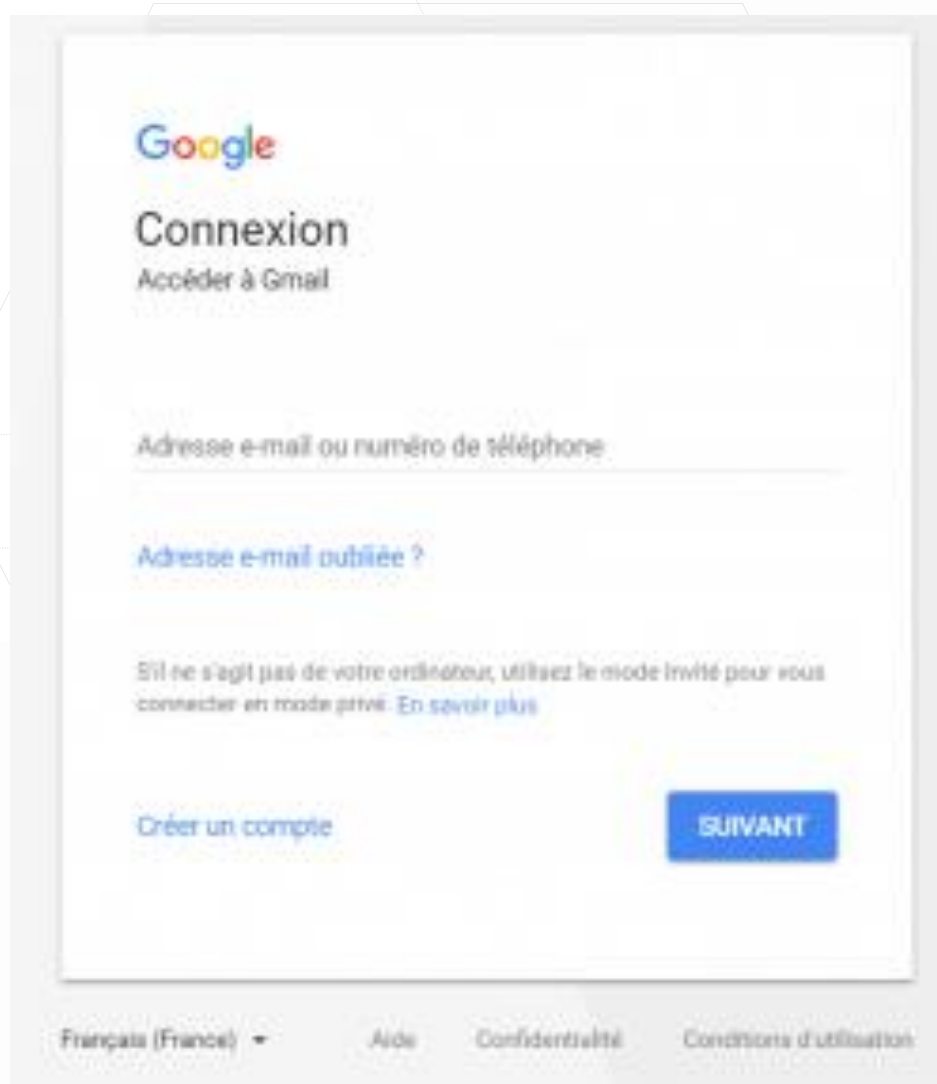 Google
Connexion
Accéder à Gmail
Adresse e-mail ou numéro de téléphone
Adresse e-mail oubliée ?
S'il ne s'agit pas de votre ordinateur, utilisez le mode Invité pour vous
connecter en mode privé. En savoir plus
Créer un compte
SUIVANT
Français (France)
Aide
Confidentialité
Conditions d'utilisation